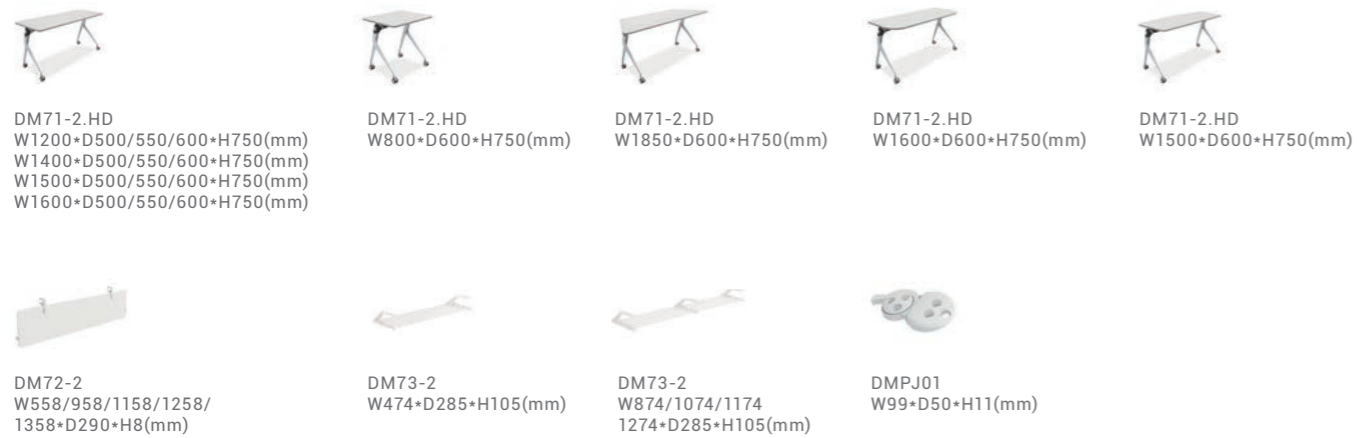 DM71-2.HD
W1200*D500/550/600*H750(mm)
W1400*D500/550/600*H750(mm)
W1500*D500/550/600*H750(mm)
W1600*D500/550/600*H750(mm)
DM71-2.HD
W800*D600*H750(mm)
DM71-2.HD
W1850*D600*H750(mm)
DM71-2.HD
W1600*D600*H750(mm)
DM71-2.HD
W1500*D600*H750(mm)
DM72-2
W558/958/1158/1258/
1358*D290*H8(mm)
DM73-2
W474*D285*H105(mm)
DM73-2
W874/1074/1174
1274*D285*H105(mm)
DMPJ01
W99*D50*H11(mm)